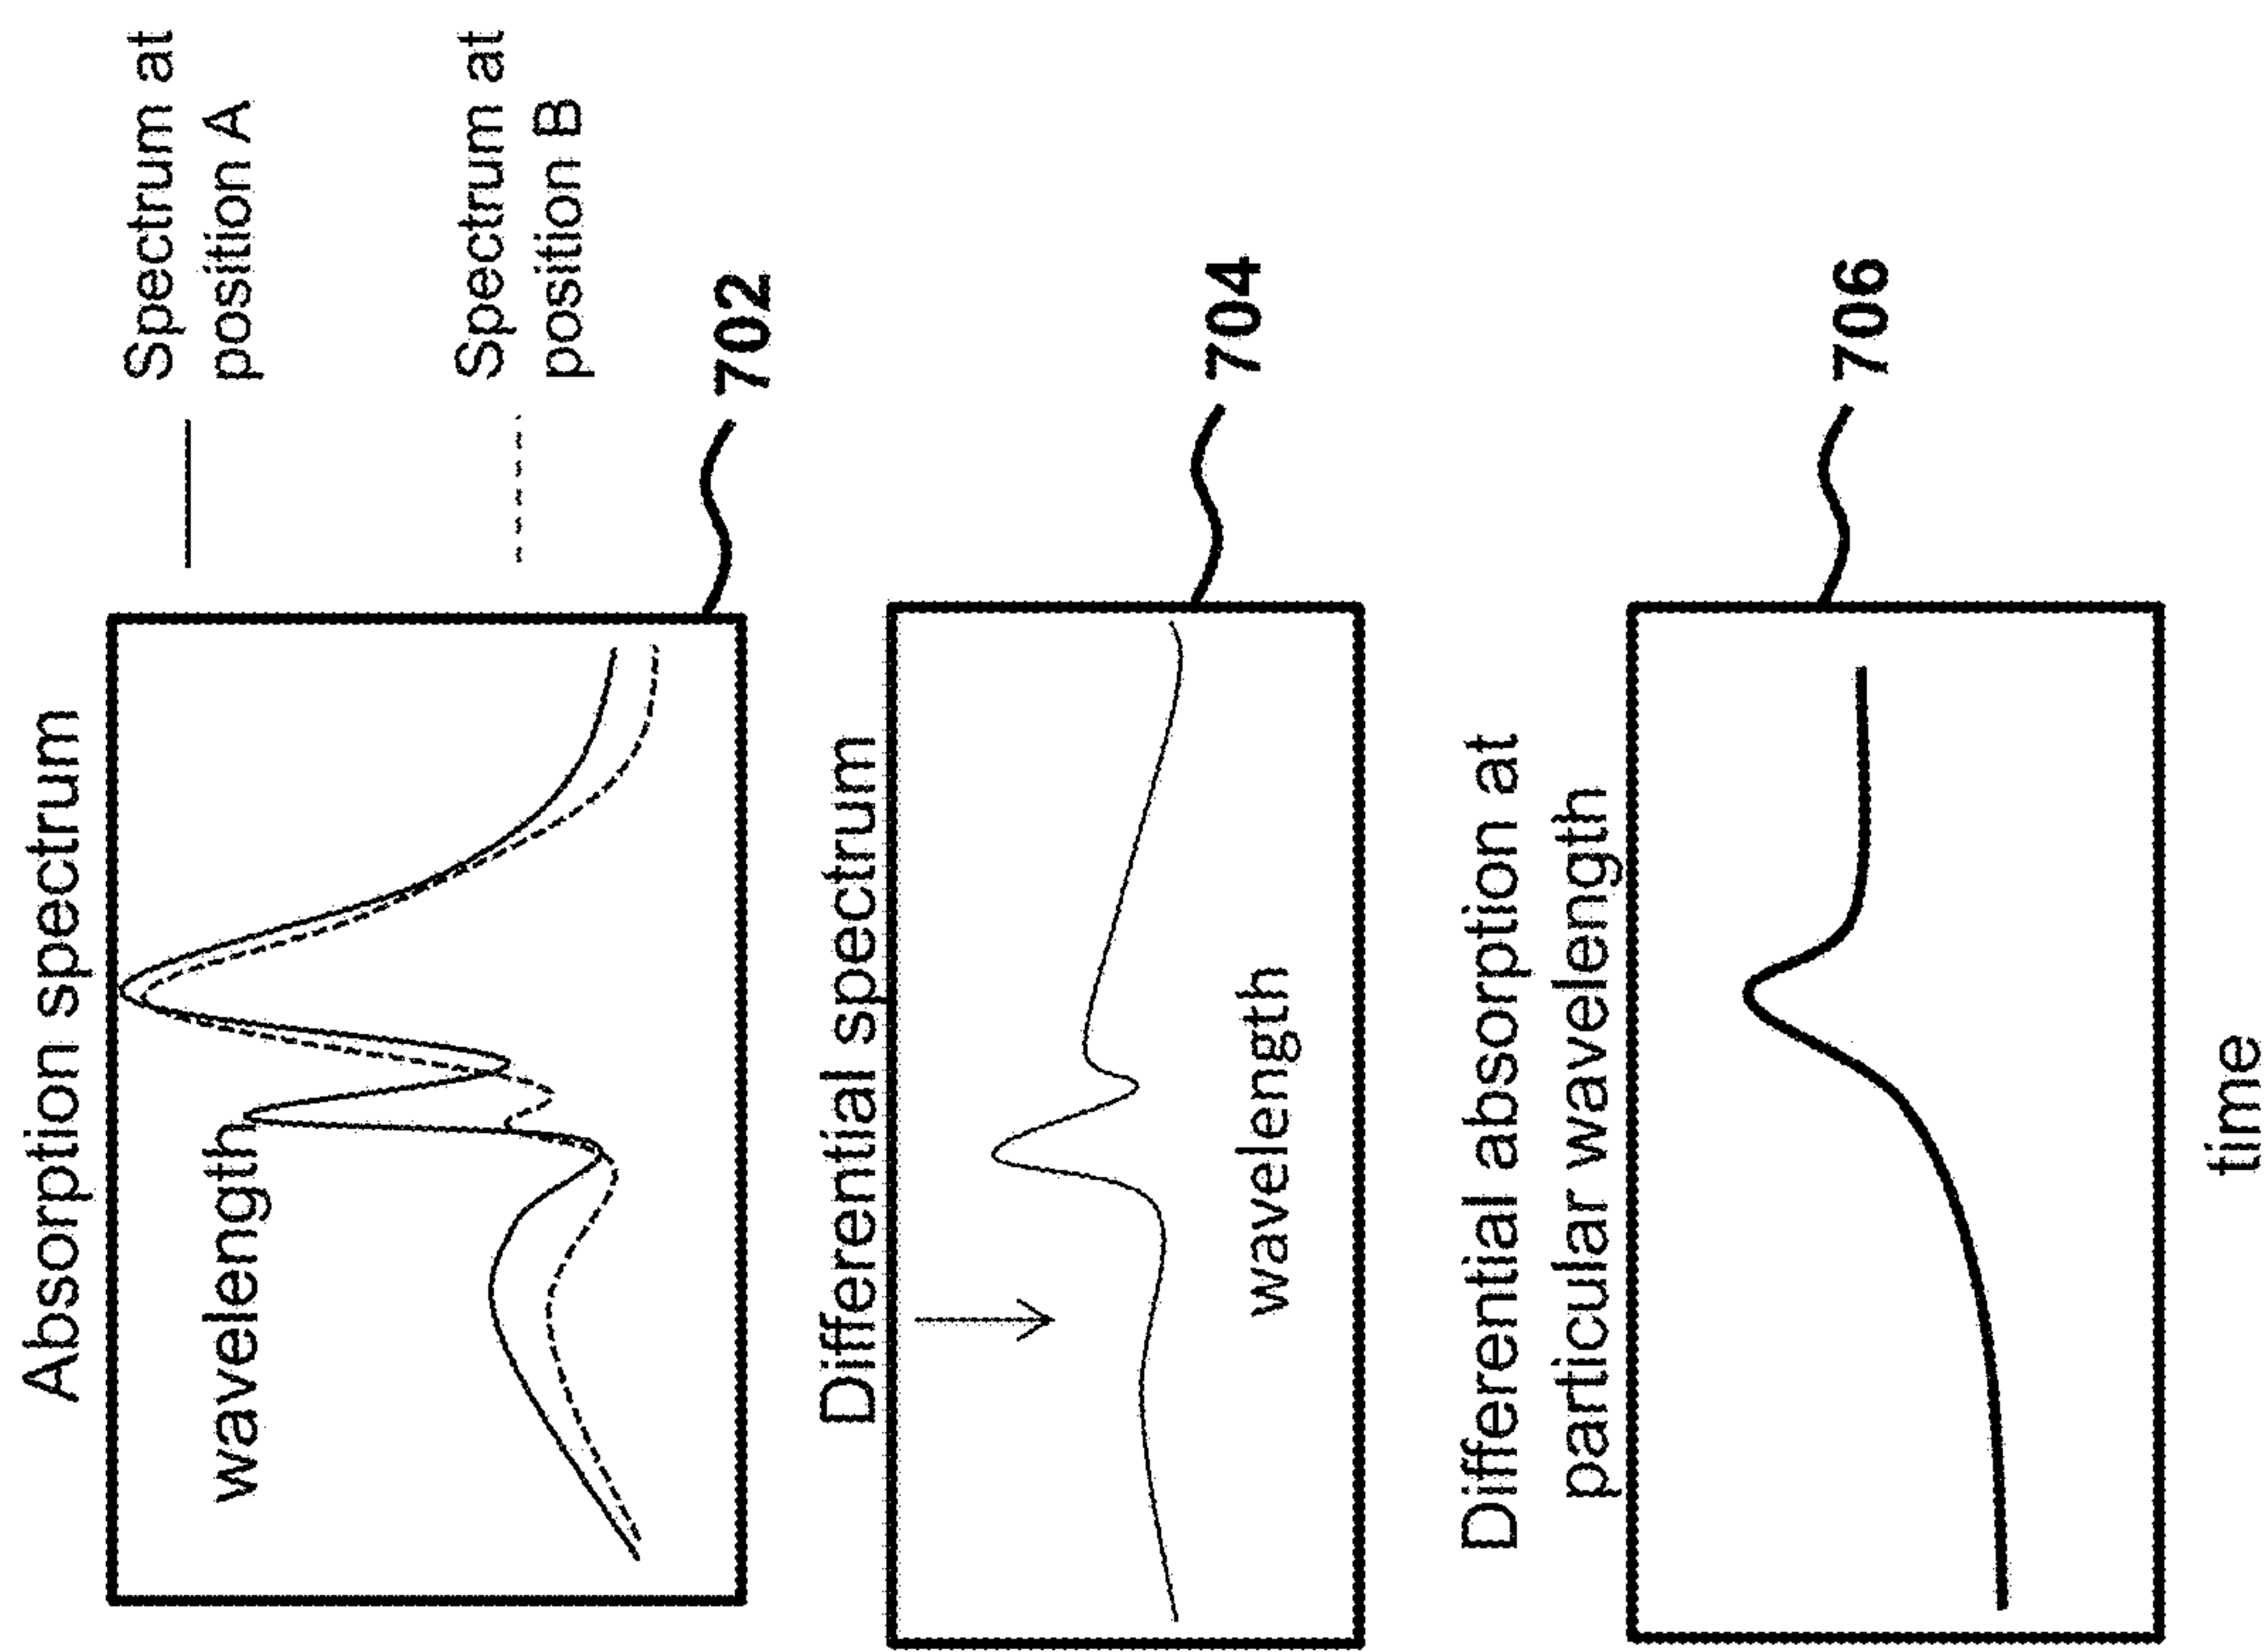 Absorption spectrum
wavelength
Spectrum at
position A
Spectrum at
position B
702
Differential spectrum
wavelength
704
Differential absorption at
particular wavelength
706
time